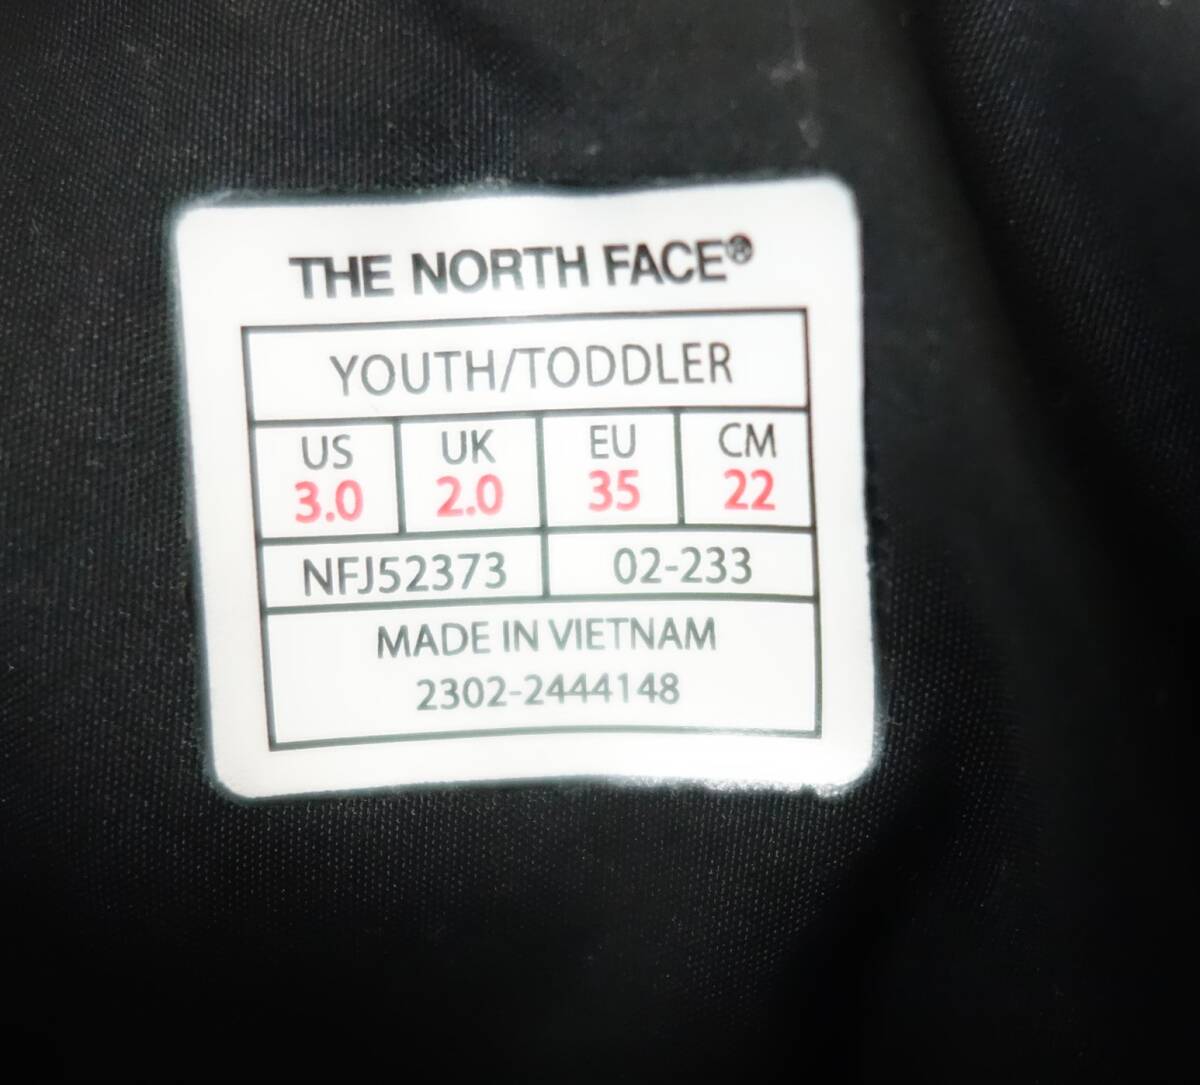 THE NORTH FACE®
YOUTH/TODDLER
US UK EU CM
3.0 2.0 35 22
NFJ52373 02-233
MADE IN VIETNAM
2302-2444148